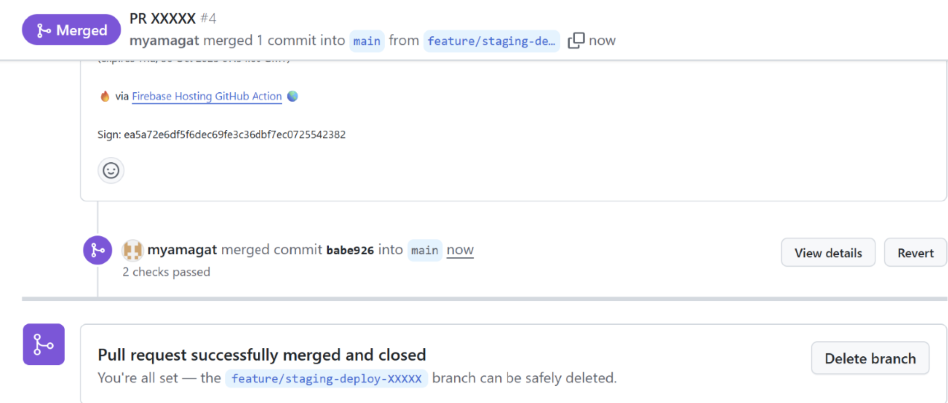 Merged
PR XXXXX #4
myamagat merged 1 commit into main from feature/staging-de… now
via Firebase Hosting GitHub Action
Sign: ea5a72e6df5f6dec69fe3c36dbf7ec0725542382
myamagat merged commit babe926 into main now
2 checks passed
View details
Revert
Pull request successfully merged and closed
You're all set — the feature/staging-deploy-XXXXX branch can be safely deleted.
Delete branch